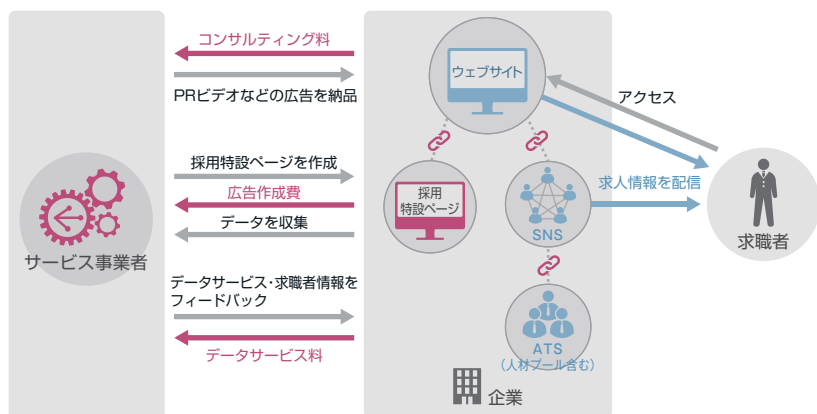 コンサルティング料
PRビデオなどの広告を納品
採用特設ページを作成
広告作成費
データを収集
サービス事業者
データサービス・求職者情報を
フィードバック
データサービス料
ウェブサイト
採用
特設ページ
SNS
ATS
（人材プール含む）
企業
アクセス
求人情報を配信
求職者